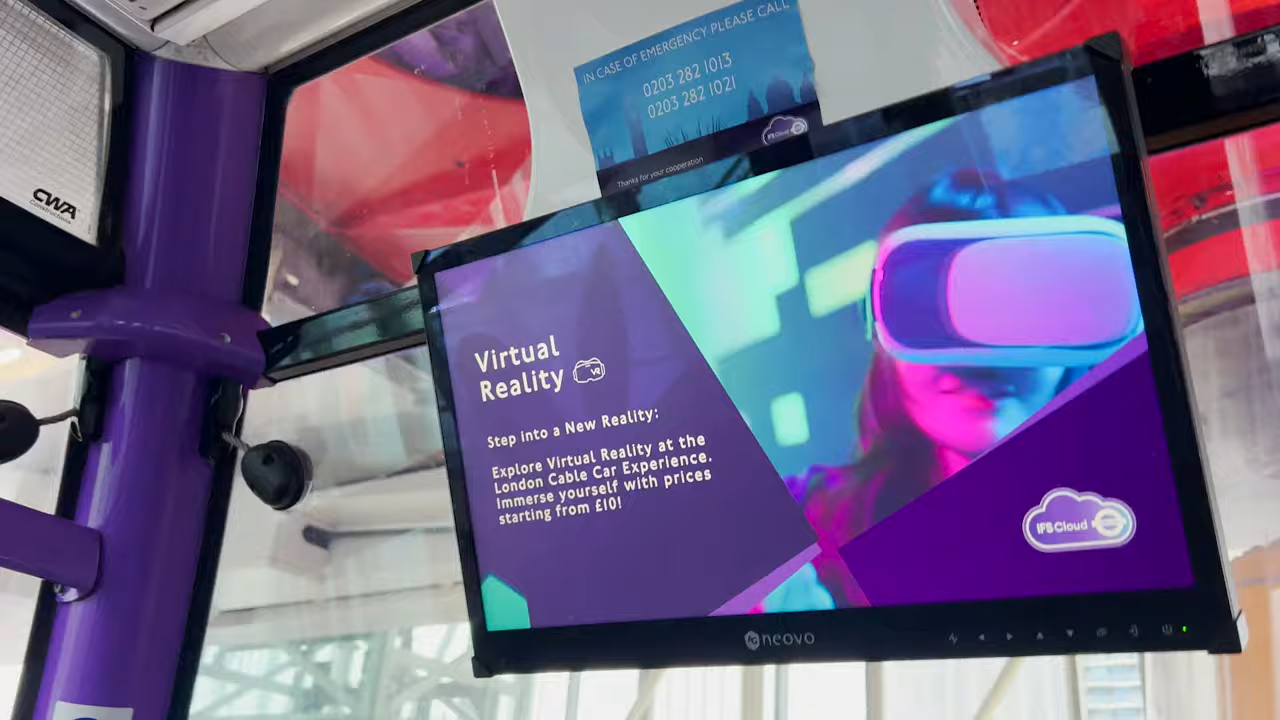 IN CASE OF EMERGENCY PLEASE CALL
0203 282 1013
0203 282 1021
IFS Cloud
Thanks for your cooperation
CWA
Constructions
Virtual
Reality
VR
Step into a New Reality:
Explore Virtual Reality at the
London Cable Car Experience.
Immerse yourself with prices
starting from £10!
IFS Cloud
neovo